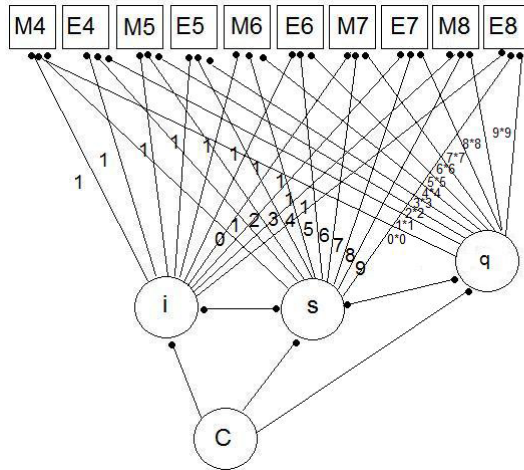 M4 E4 M5 E5 M6 E6 M7 E7 M8 E8
1 1 1 1 1 1 1 1 1 1
0 1 2 3 4 5 6 7 8 9
0*0 1*1 2*2 3*3 4*4 5*5 6*6 7*7 8*8 9*9
i s q
C